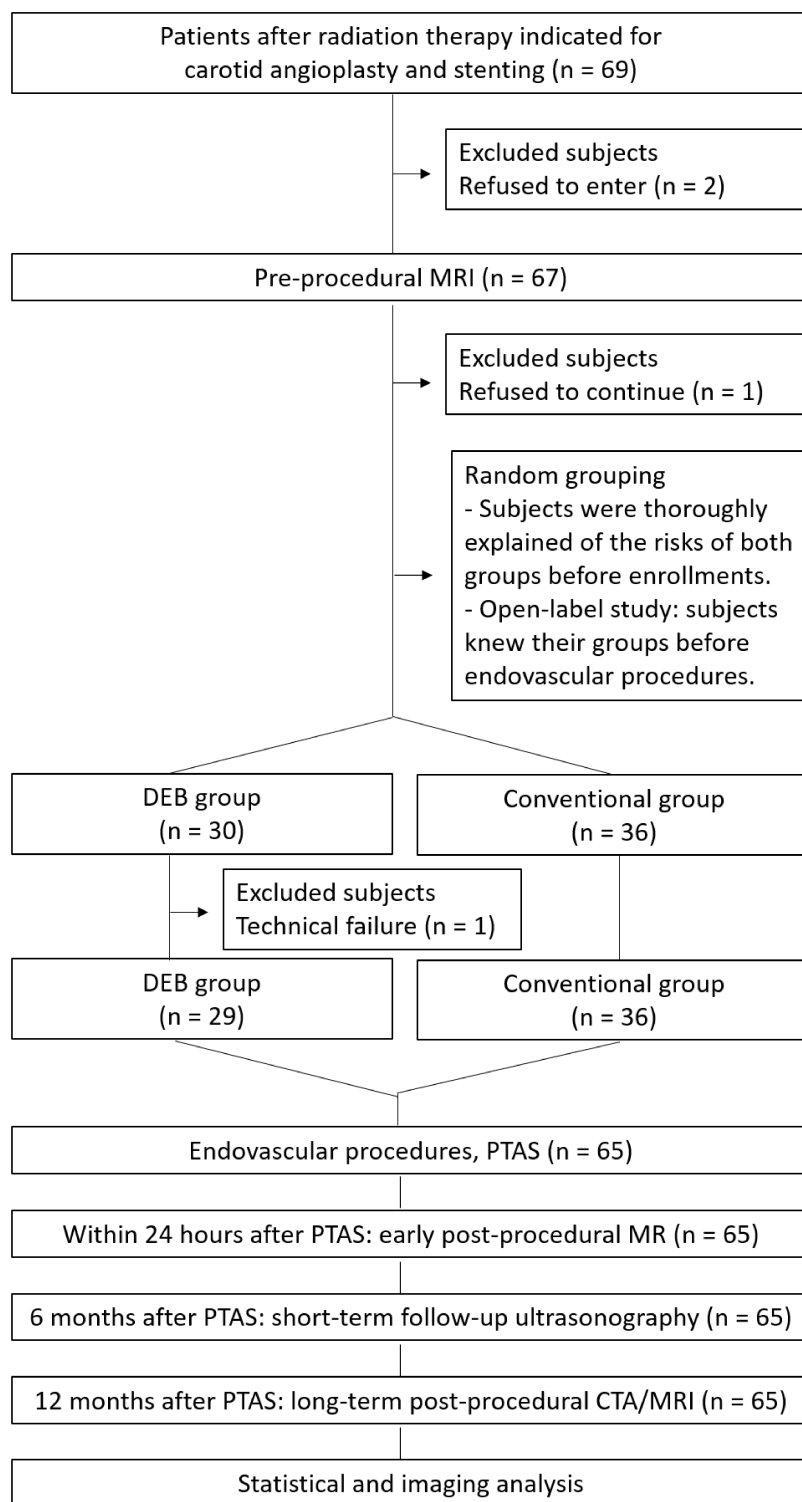 Patients after radiation therapy indicated for
carotid angioplasty and stenting (n = 69)
Excluded subjects
Refused to enter (n = 2)
Pre-procedural MRI (n = 67)
Excluded subjects
Refused to continue (n = 1)
Random grouping
- Subjects were thoroughly
explained of the risks of both
groups before enrollments.
- Open-label study: subjects
knew their groups before
endovascular procedures.
DEB group
(n = 30)
Conventional group
(n = 36)
Excluded subjects
Technical failure (n = 1)
DEB group
(n = 29)
Conventional group
(n = 36)
Endovascular procedures, PTAS (n = 65)
Within 24 hours after PTAS: early post-procedural MR (n = 65)
6 months after PTAS: short-term follow-up ultrasonography (n = 65)
12 months after PTAS: long-term post-procedural CTA/MRI (n = 65)
Statistical and imaging analysis